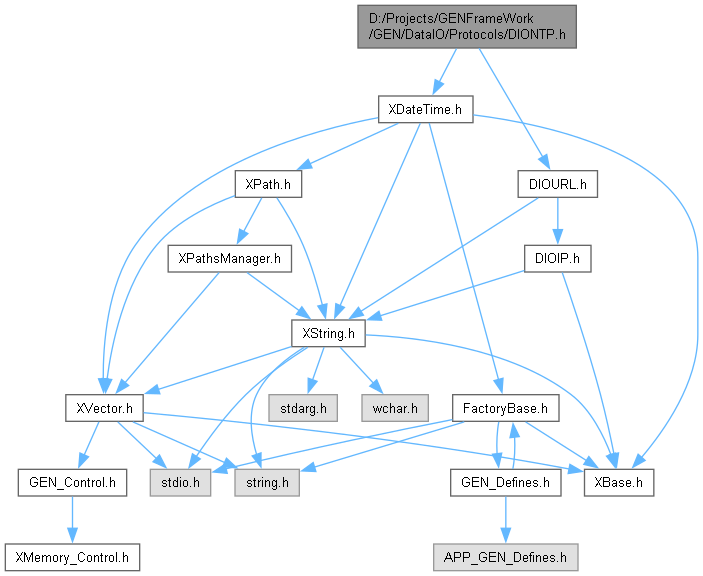 D:/Projects/GENFrameWork
/GEN/DataIO/Protocols/DIONTP.h
XDateTime.h
XPath.h
DIOURL.h
XPathsManager.h
DIOIP.h
XString.h
XVector.h
stdarg.h
wchar.h
FactoryBase.h
GEN_Control.h
stdio.h
string.h
GEN_Defines.h
XBase.h
XMemory_Control.h
APP_GEN_Defines.h